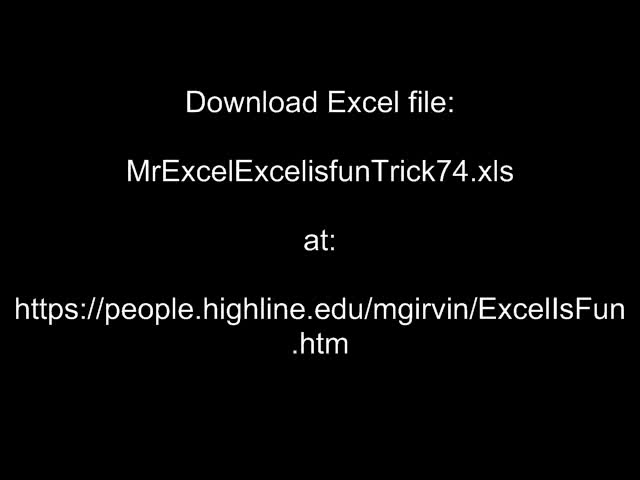 Download Excel file:
MrExcelExcelisfunTrick74.xls
at:
https://people.highline.edu/mgirvin/ExcelIsFun
.htm